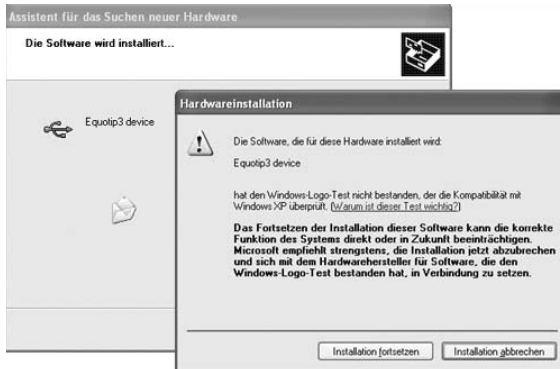 Assistent für das Suchen neuer Hardware
Die Software wird installiert...
Equotip3 device
Hardwareinstallation
Die Software, die für diese Hardware installiert wird:
Equotip3 device
hat den Windows-Logo-Test nicht bestanden, der die Kompatibilität mit
Windows XP überprüft. (Warum ist dieser Test wichtig?)
Das Fortsetzen der Installation dieser Software kann die korrekte
Funktion des Systems direkt oder in Zukunft beeinträchtigen.
Microsoft empfiehlt strengstens, die Installation jetzt abzubrechen
und sich mit dem Hardwarehersteller für Software, die den
Windows-Logo-Test bestanden hat, in Verbindung zu setzen.
Installation fortsetzen
Installation abbrechen